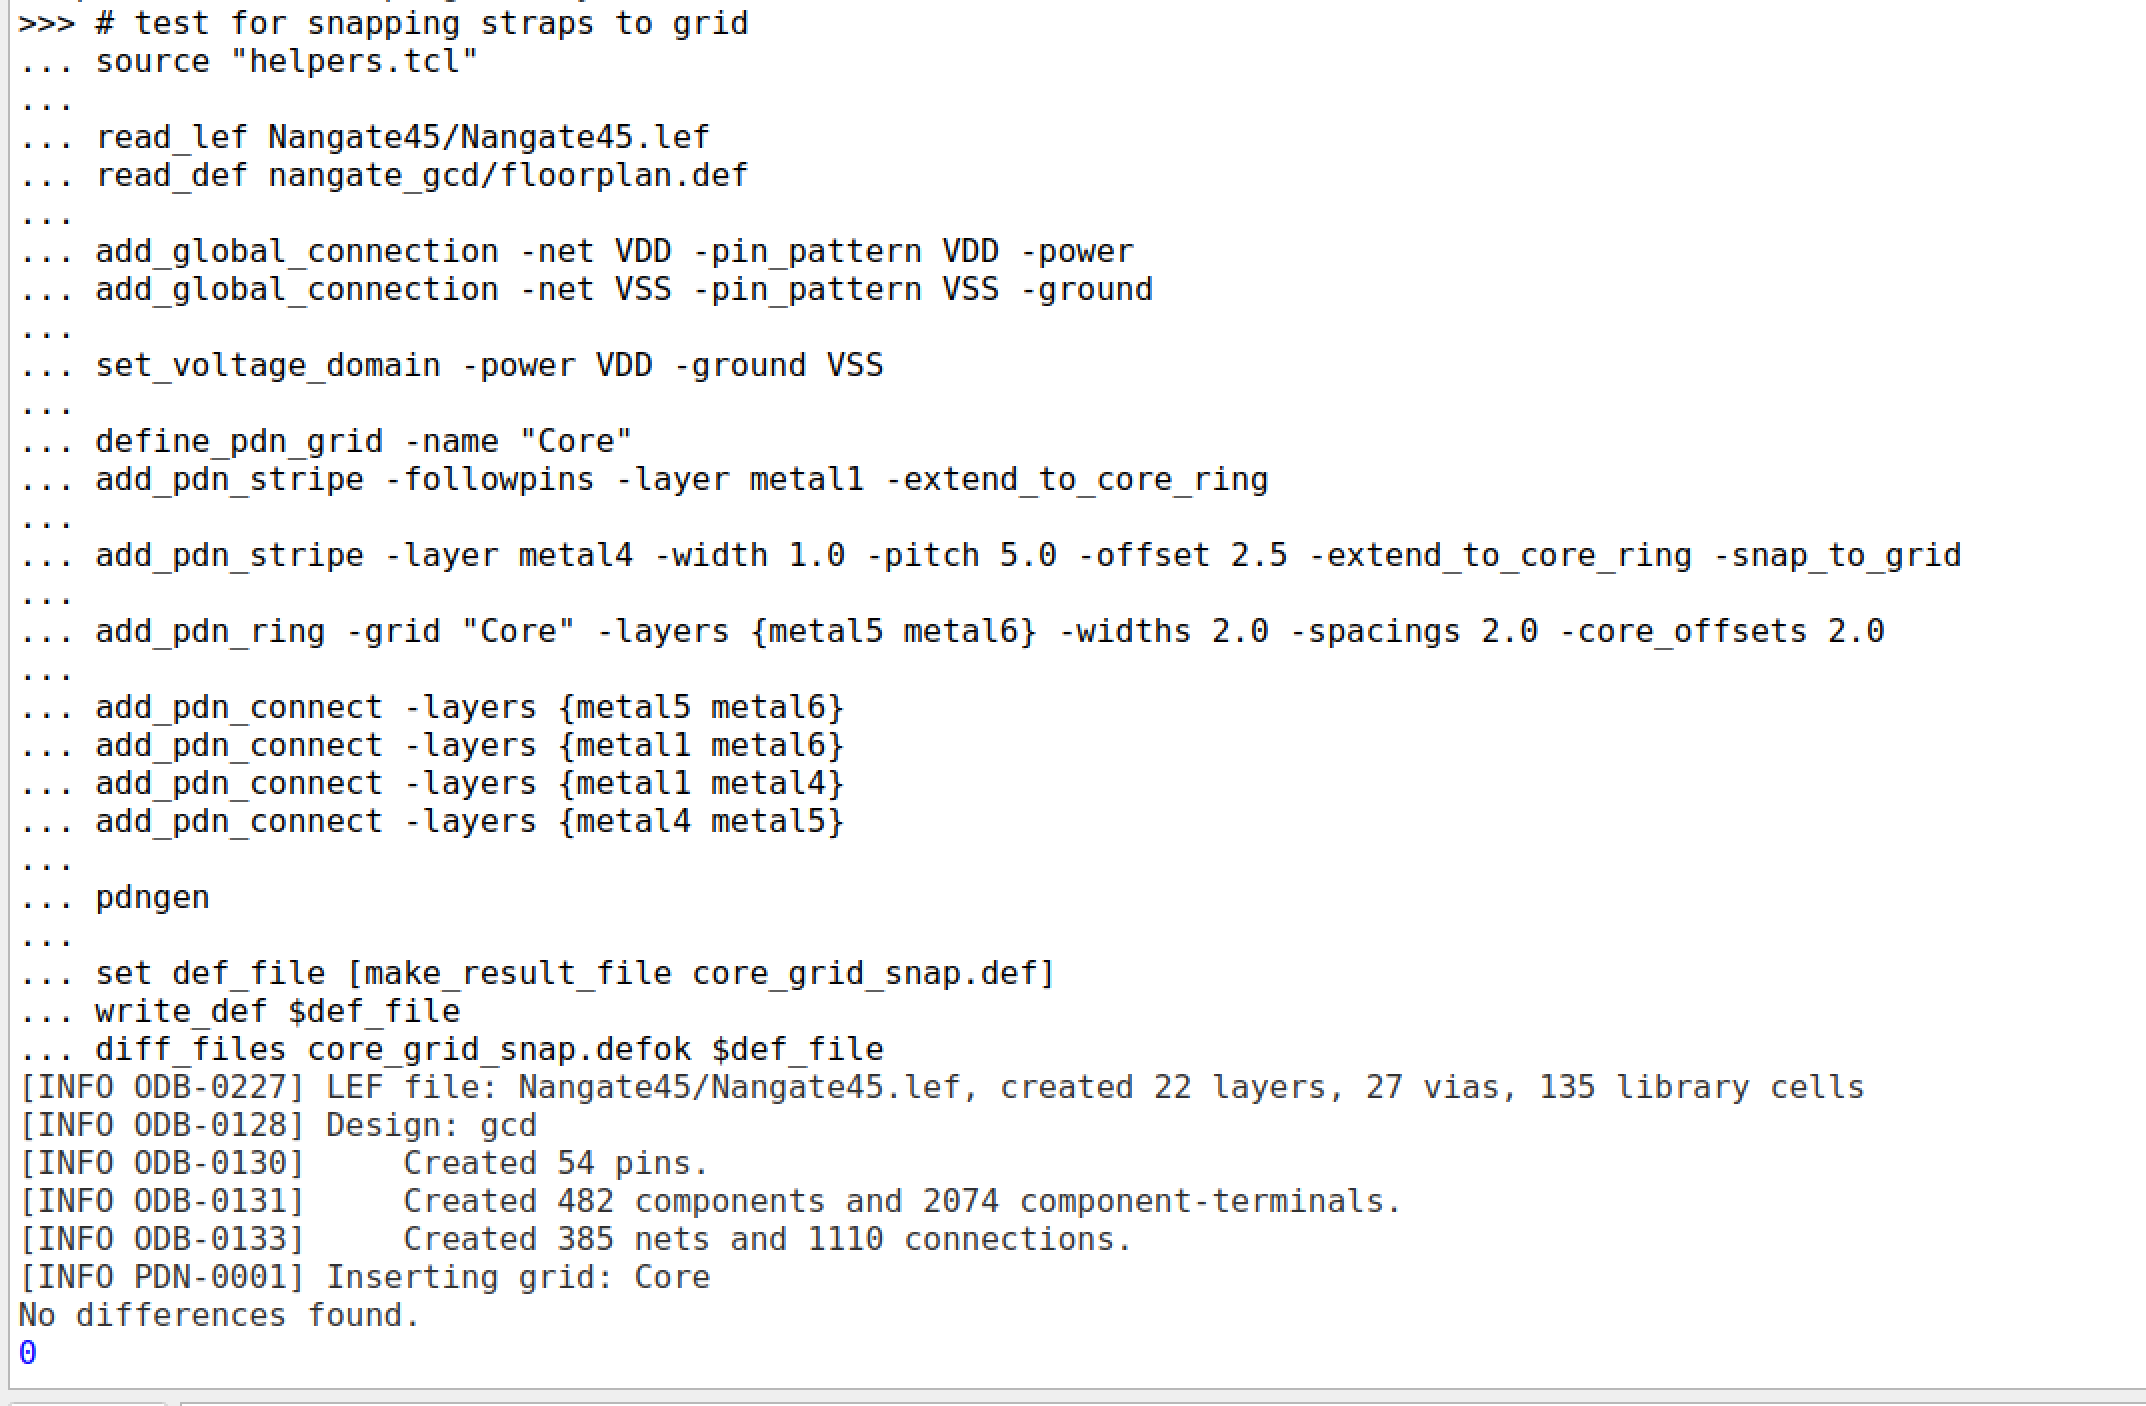 >>> # test for snapping straps to grid
... source "helpers.tcl"
...
... read_lef Nangate45/Nangate45.lef
... read_def nangate_gcd/floorplan.def
...
... add_global_connection -net VDD -pin_pattern VDD -power
... add_global_connection -net VSS -pin_pattern VSS -ground
...
... set_voltage_domain -power VDD -ground VSS
...
... define_pdn_grid -name "Core"
... add_pdn_stripe -followpins -layer metal1 -extend_to_core_ring
...
... add_pdn_stripe -layer metal4 -width 1.0 -pitch 5.0 -offset 2.5 -extend_to_core_ring -snap_to_grid
...
... add_pdn_ring -grid "Core" -layers {metal5 metal6} -widths 2.0 -spacings 2.0 -core_offsets 2.0
...
... add_pdn_connect -layers {metal5 metal6}
... add_pdn_connect -layers {metal1 metal6}
... add_pdn_connect -layers {metal1 metal4}
... add_pdn_connect -layers {metal4 metal5}
...
... pdngen
...
... set def_file [make_result_file core_grid_snap.def]
... write_def $def_file
... diff_files core_grid_snap.defok $def_file
[INFO ODB-0227] LEF file: Nangate45/Nangate45.lef, created 22 layers, 27 vias, 135 library cells
[INFO ODB-0128] Design: gcd
[INFO ODB-0130]     Created 54 pins.
[INFO ODB-0131]     Created 482 components and 2074 component-terminals.
[INFO ODB-0133]     Created 385 nets and 1110 connections.
[INFO PDN-0001] Inserting grid: Core
No differences found.
0